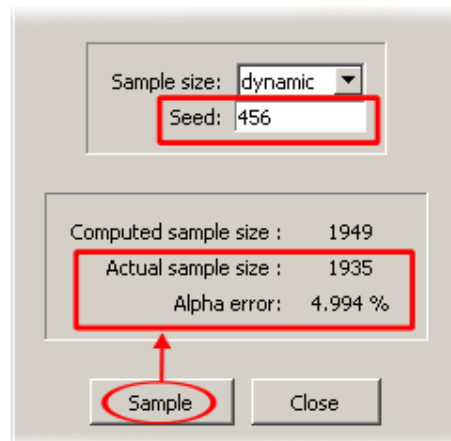 Sample size: dynamic
Seed: 456
Computed sample size : 1949
Actual sample size : 1935
Alpha error: 4.994 %
Sample Close